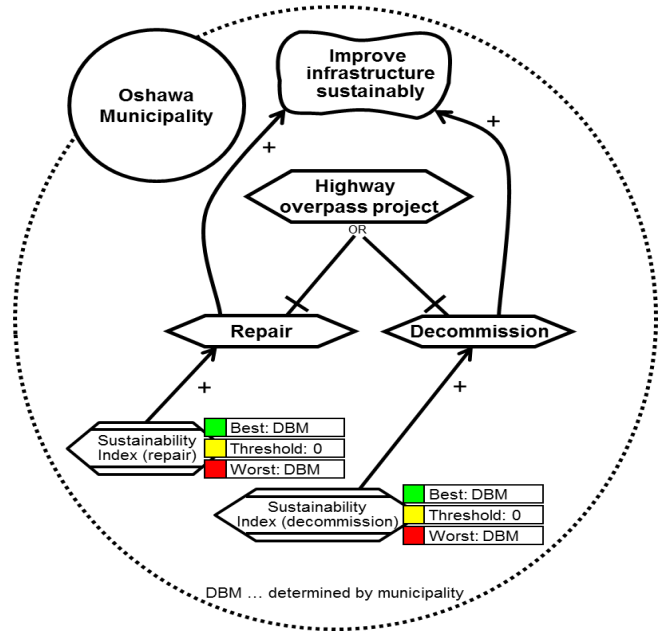 Oshawa
Municipality
Improve
infrastructure
sustainably
+
+
Highway
overpass project
OR
Repair
Decommission
+
+
Sustainability
Index (repair)
Best: DBM
Threshold: 0
Worst: DBM
Sustainability
Index (decommission)
Best: DBM
Threshold: 0
Worst: DBM
DBM ... determined by municipality